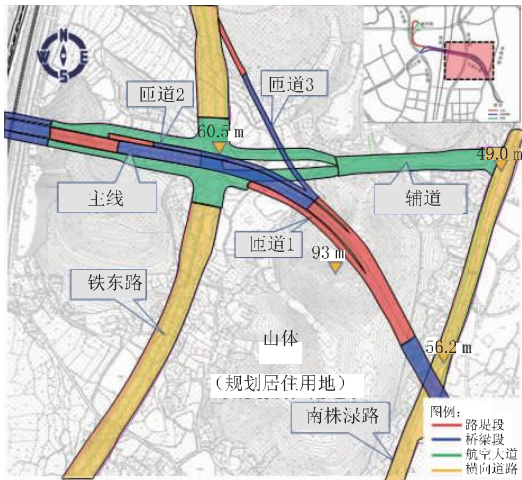 N
W
E
S
匝道2
匝道3
60.5 m
49.0 m
主线
辅道
匝道1
93 m
铁东路
山体
(规划居住用地)
56.2 m
南株渌路
图例:
路堤段
桥梁段
航空大道
横向道路